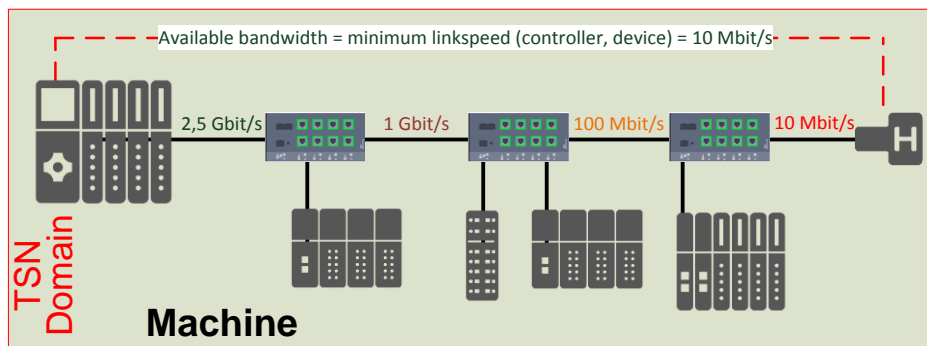 Available bandwidth = minimum linkspeed (controller, device) = 10 Mbit/s
2,5 Gbit/s
1 Gbit/s
100 Mbit/s
10 Mbit/s
H
TSN
Domain
Machine